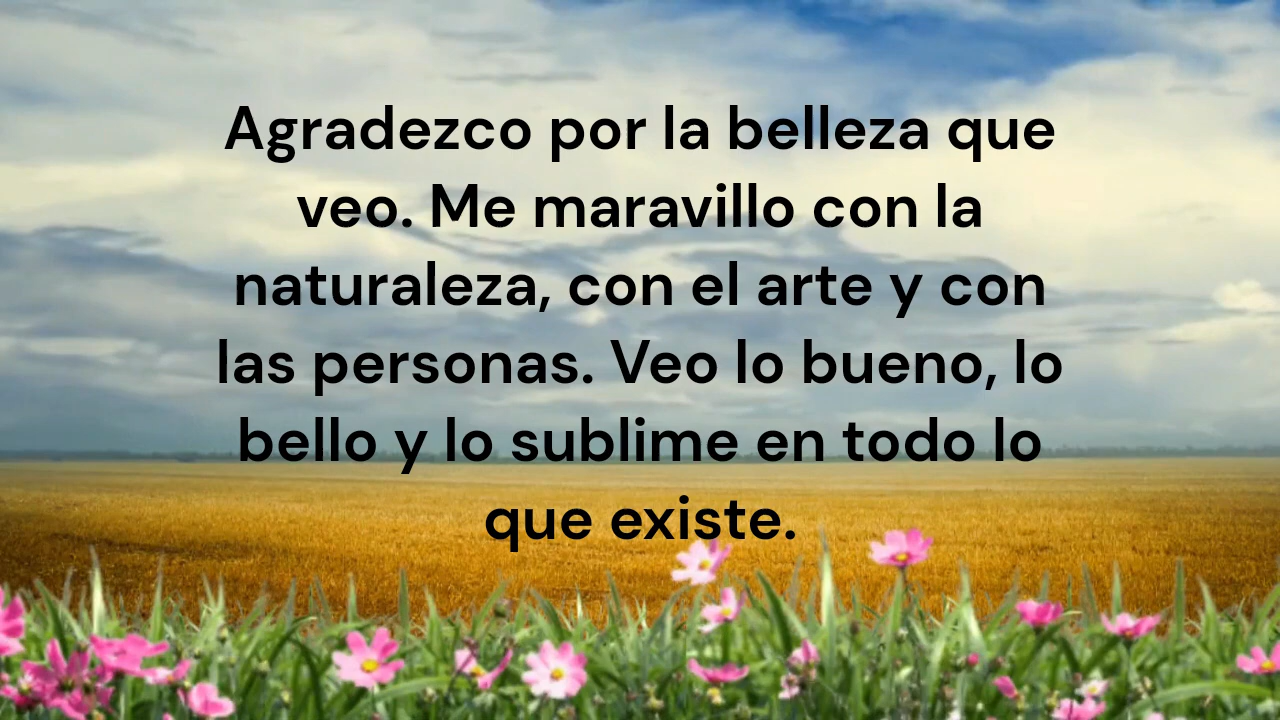 Agradezco por la belleza que
veo. Me maravillo con la
naturaleza, con el arte y con
las personas. Veo lo bueno, lo
bello y lo sublime en todo lo
que existe.